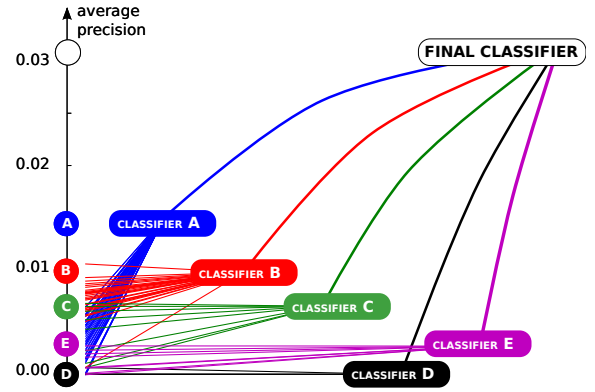 average
precision
0.03
FINAL CLASSIFIER
0.02
A
CLASSIFIER A
0.01
B
CLASSIFIER B
C
CLASSIFIER C
E
CLASSIFIER E
0.00
D
CLASSIFIER D